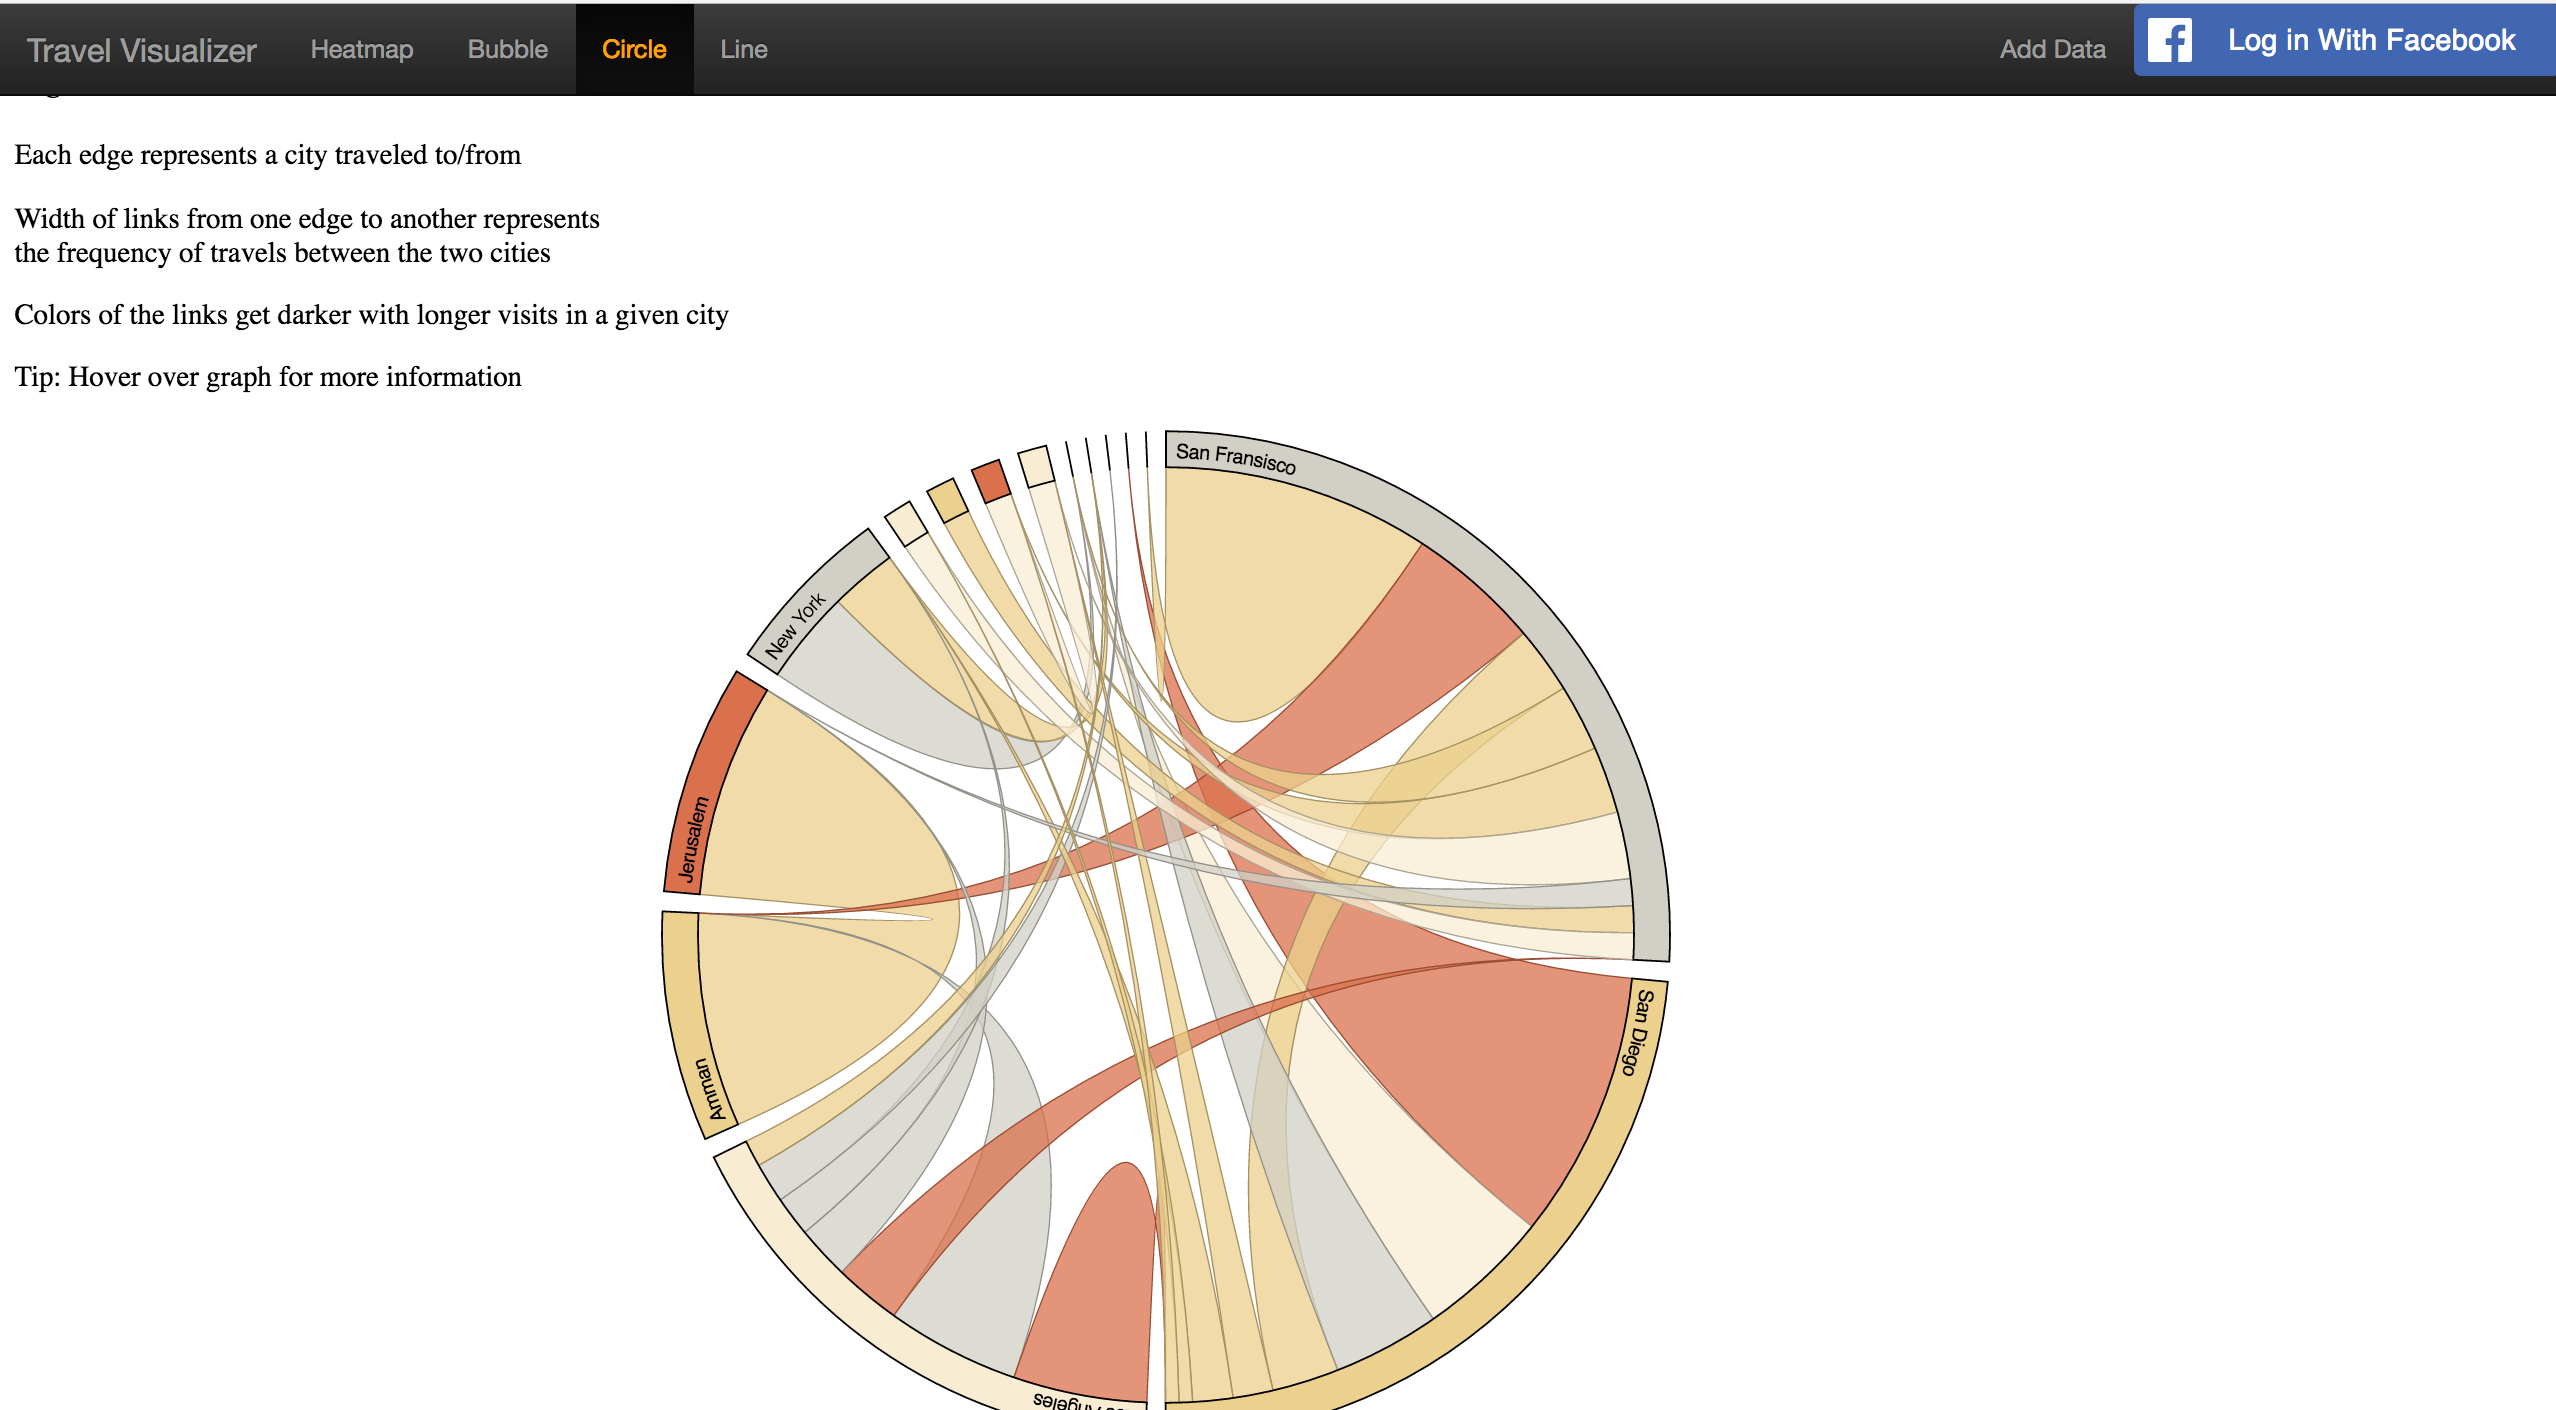 Travel Visualizer
Heatmap
Bubble
Circle
Line
Add Data
Log in With Facebook
Each edge represents a city traveled to/from
Width of links from one edge to another represents
the frequency of travels between the two cities
Colors of the links get darker with longer visits in a given city
Tip: Hover over graph for more information
San Fransisco
New York
Jerusalem
San Diego
Amman
Angeles